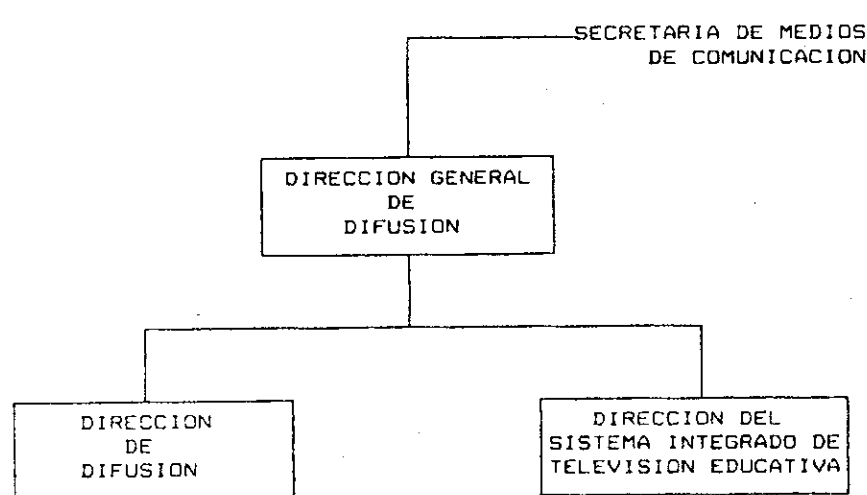 SECRETARIA DE MEDIOS
DE COMUNICACION
DIRECCION GENERAL
DE
DIFUSION
DIRECCION
DE
DIFUSION
DIRECCION DEL
SISTEMA INTEGRADO DE
TELEVISION EDUCATIVA